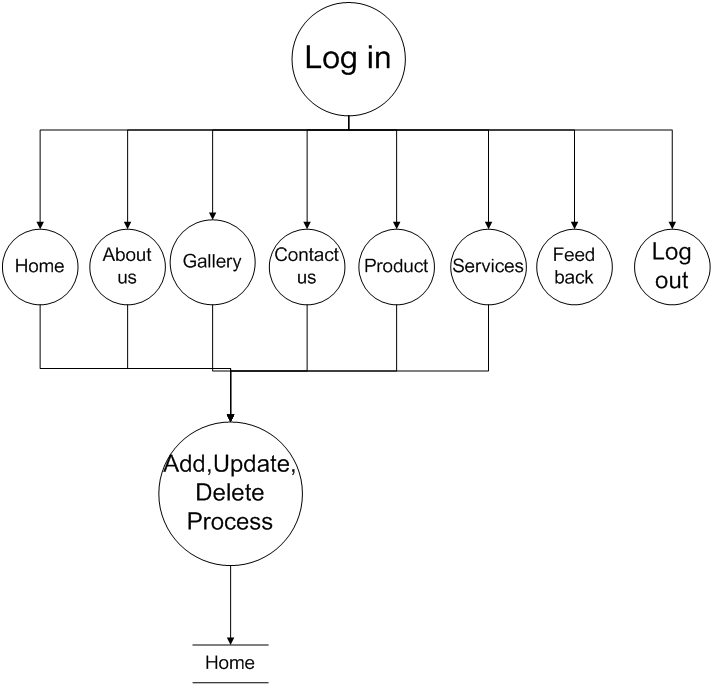 Log in
Home
About
us
Gallery
Contact
us
Product
Services
Feed
back
Log
out
Add,Update,
Delete
Process
Home